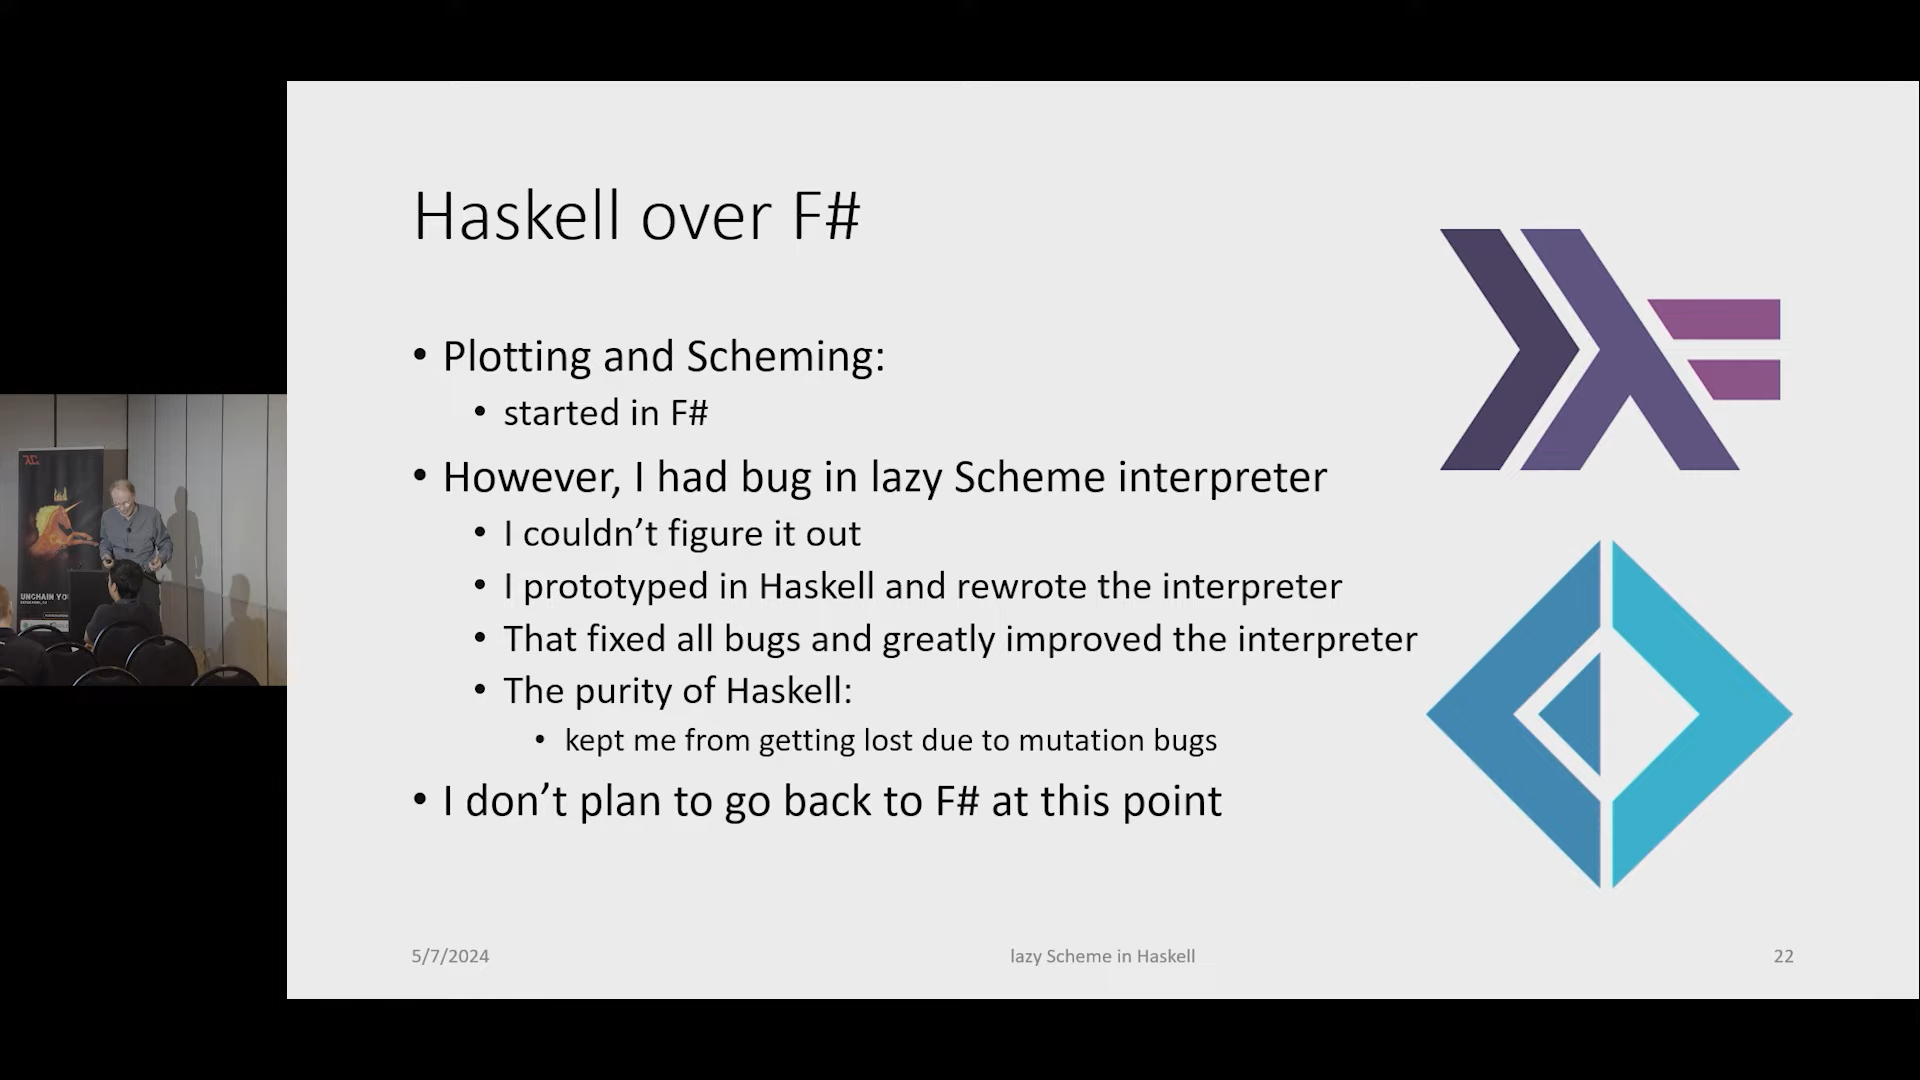 Haskell over F#
• Plotting and Scheming:
• started in F#
• However, I had bug in lazy Scheme interpreter
• I couldn’t figure it out
• I prototyped in Haskell and rewrote the interpreter
• That fixed all bugs and greatly improved the interpreter
• The purity of Haskell:
• kept me from getting lost due to mutation bugs
• I don’t plan to go back to F# at this point
5/7/2024
lazy Scheme in Haskell
22
UNCHAIN YO